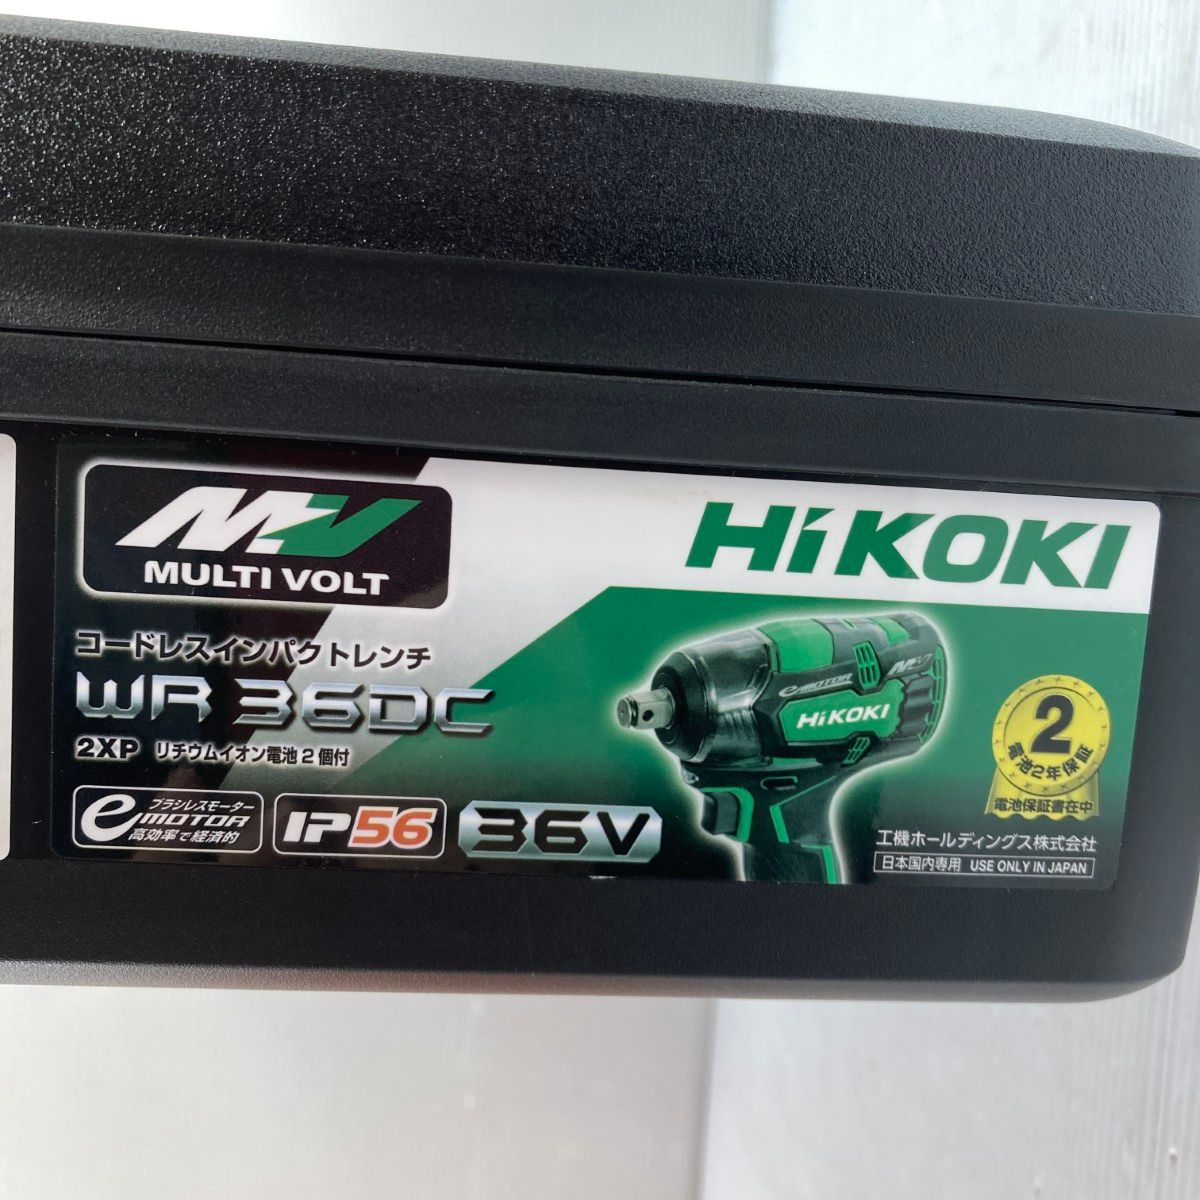 MV
MULTI VOLT
HiKOKI
コードレスインパクトレンチ
WR 36DC
2XP リチウムイオン電池2個付
e ブラシレスモーター
MOTOR
高効率で経済的
IP56
36V
e MOTOR
MV
HiKOKI
2
電池2年保証
電池保証書在中
工機ホールディングス株式会社
日本国内専用 USE ONLY IN JAPAN